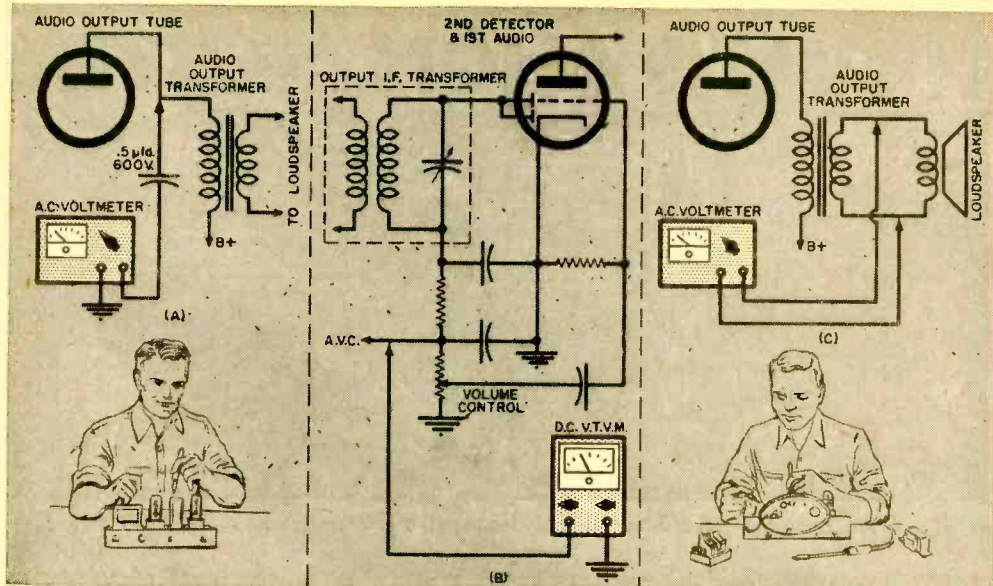 AUDIO OUTPUT TUBE
AUDIO
OUTPUT
TRANSFORMER
.5 µfd.
600V.
A.C. VOLTMETER
B+
TO LOUDSPEAKER
(A)
2ND DETECTOR
& 1ST AUDIO
OUTPUT I.F. TRANSFORMER
A.V.C.
VOLUME
CONTROL
D.C. V.T.V.M.
(B)
AUDIO OUTPUT TUBE
AUDIO
OUTPUT
TRANSFORMER
A.C. VOLTMETER
B+
LOUDSPEAKER
(C)